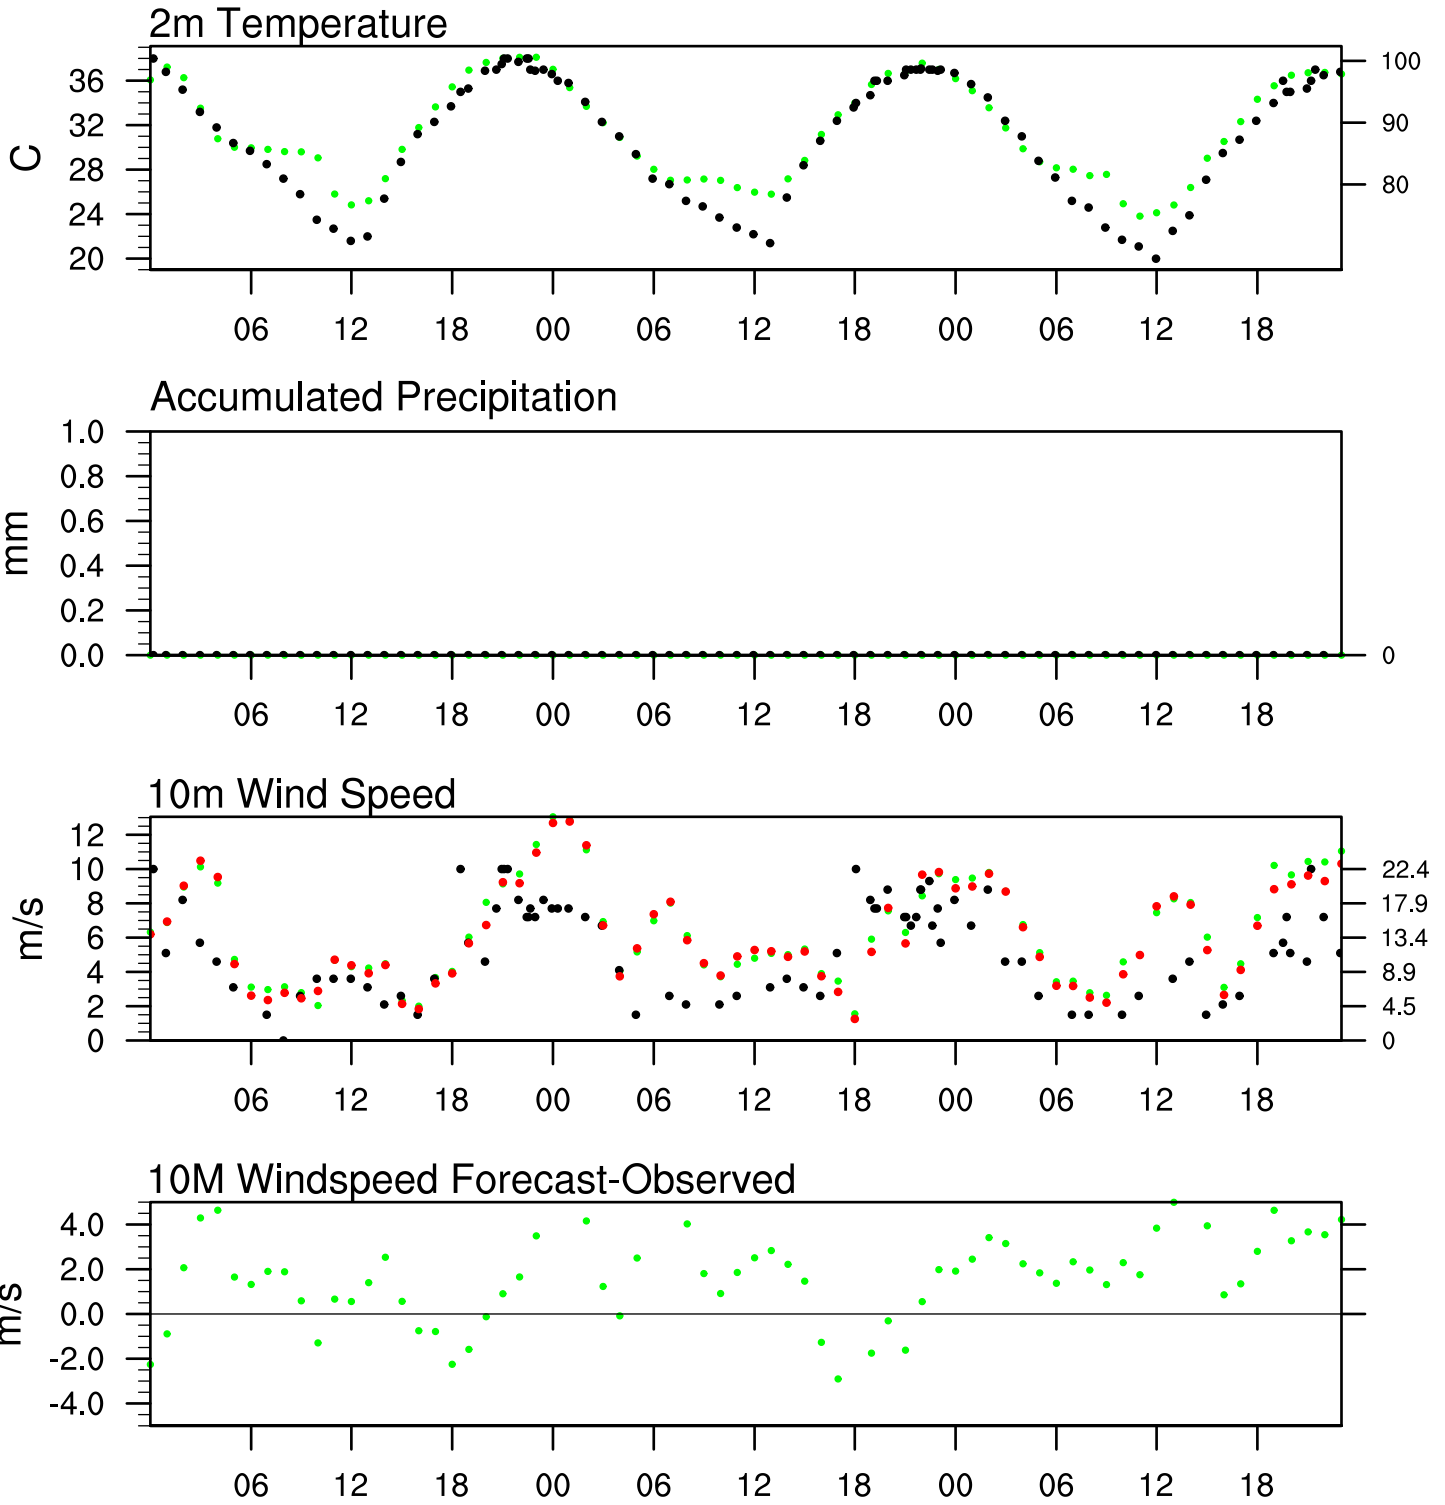 2m Temperature
36
32
28
24
20
C
100
90
80
06 12 18 00 06 12 18 00 06 12 18
Accumulated Precipitation
1.0
0.8
0.6
0.4
0.2
0.0
mm
0
06 12 18 00 06 12 18 00 06 12 18
10m Wind Speed
12
10
8
6
4
2
0
m/s
22.4
17.9
13.4
8.9
4.5
0
06 12 18 00 06 12 18 00 06 12 18
10M Windspeed Forecast-Observed
4.0
2.0
0.0
-2.0
-4.0
m/s
06 12 18 00 06 12 18 00 06 12 18